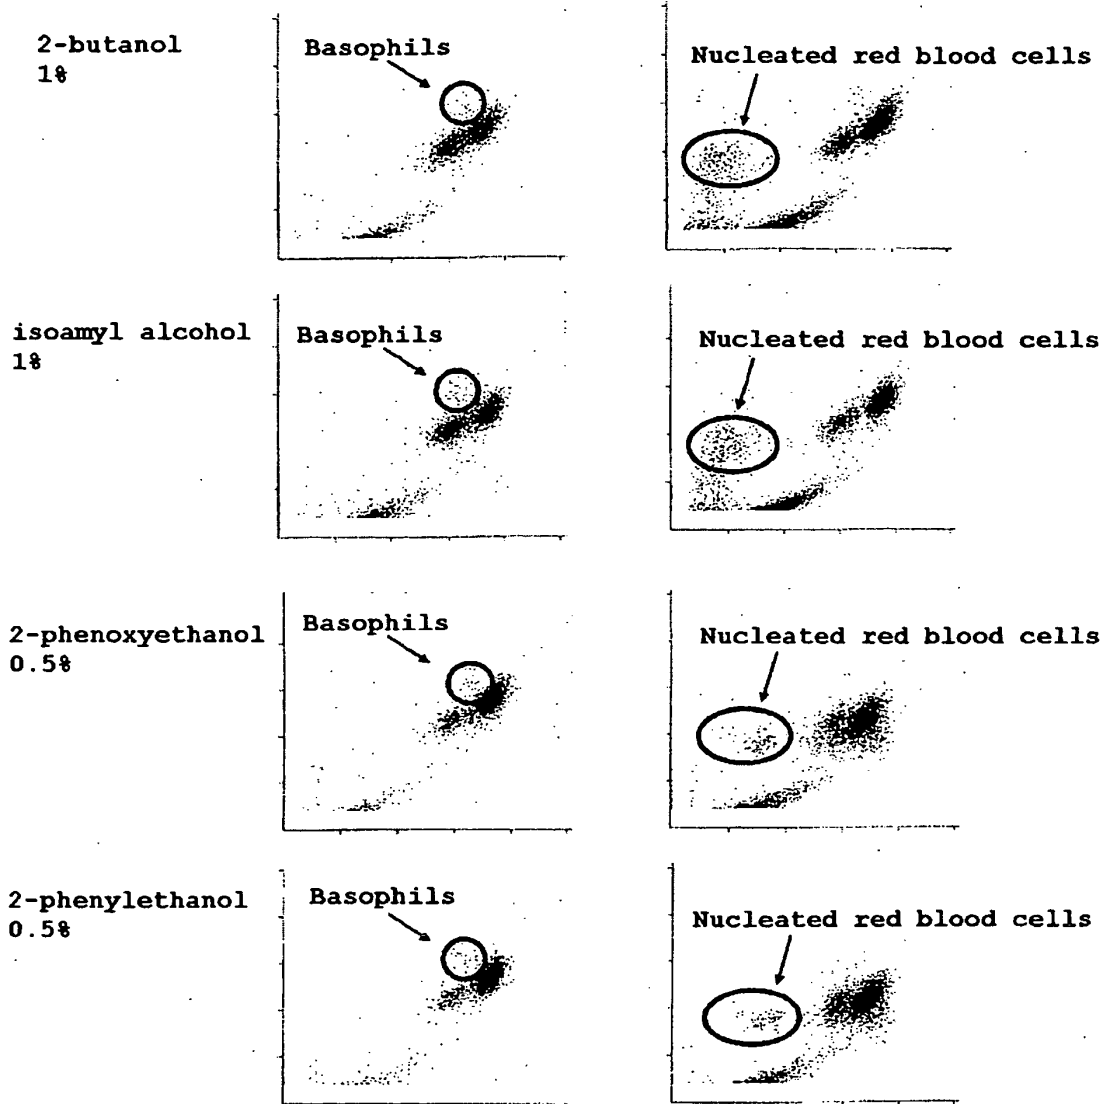 2-butanol
1%
Basophils
Nucleated red blood cells
isoamyl alcohol
1%
Basophils
Nucleated red blood cells
2-phenoxyethanol
0.5%
Basophils
Nucleated red blood cells
2-phenylethanol
0.5%
Basophils
Nucleated red blood cells